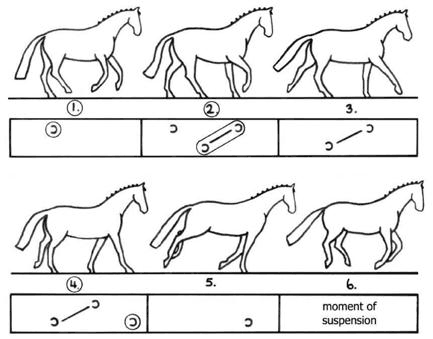 1. 2. 3.
4. 5. 6.
moment of
suspension